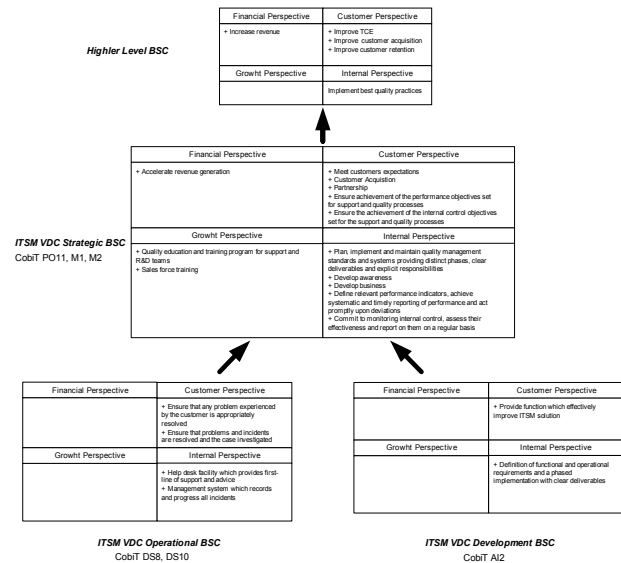 Financial Perspective
Customer Perspective
+ Increase revenue
+ Improve TCE
+ Improve customer acquisition
+ Improve customer retention
Highler Level BSC
Growht Perspective
Internal Perspective
Implement best quality practices
Financial Perspective
Customer Perspective
+ Accelerate revenue generation
+ Meet customers expectations
+ Customer Acquistion
+ Partnership
+ Ensure achievement of the performance objectives set
for support and quality processes
+ Ensure the achievement of the internal control objectives
set for the support and quality processes
ITSM VDC Strategic BSC
CobiT PO11, M1, M2
Growht Perspective
Internal Perspective
+ Quality education and training program for support and
R&D teams
+ Sales force training
+ Plan, implement and maintain quality management
standards and systems providing distinct phases, clear
deliverables and explicit responsibilities
+ Develop awareness
+ Develop business
+ Define relevant performance indicators, achieve
systematic and timely reporting of performance and act
promptly upon deviations
+ Commit to monitoring internal control, assess their
effectiveness and report on them on a regular basis
Financial Perspective
Customer Perspective
+ Ensure that any problem experienced
by the customer is appropriately
resolved
+ Ensure that problems and incidents
are resolved and the case investigated
Growht Perspective
Internal Perspective
+ Help desk facility which provides first-
line of support and advice
+ Management system which records
and progress all incidents
ITSM VDC Operational BSC
CobiT DS8, DS10
Financial Perspective
Customer Perspective
+ Provide function which effectively
improve ITSM solution
Growht Perspective
Internal Perspective
+ Definition of functional and operational
requirements and a phased
implementation with clear deliverables
ITSM VDC Development BSC
CobiT AI2